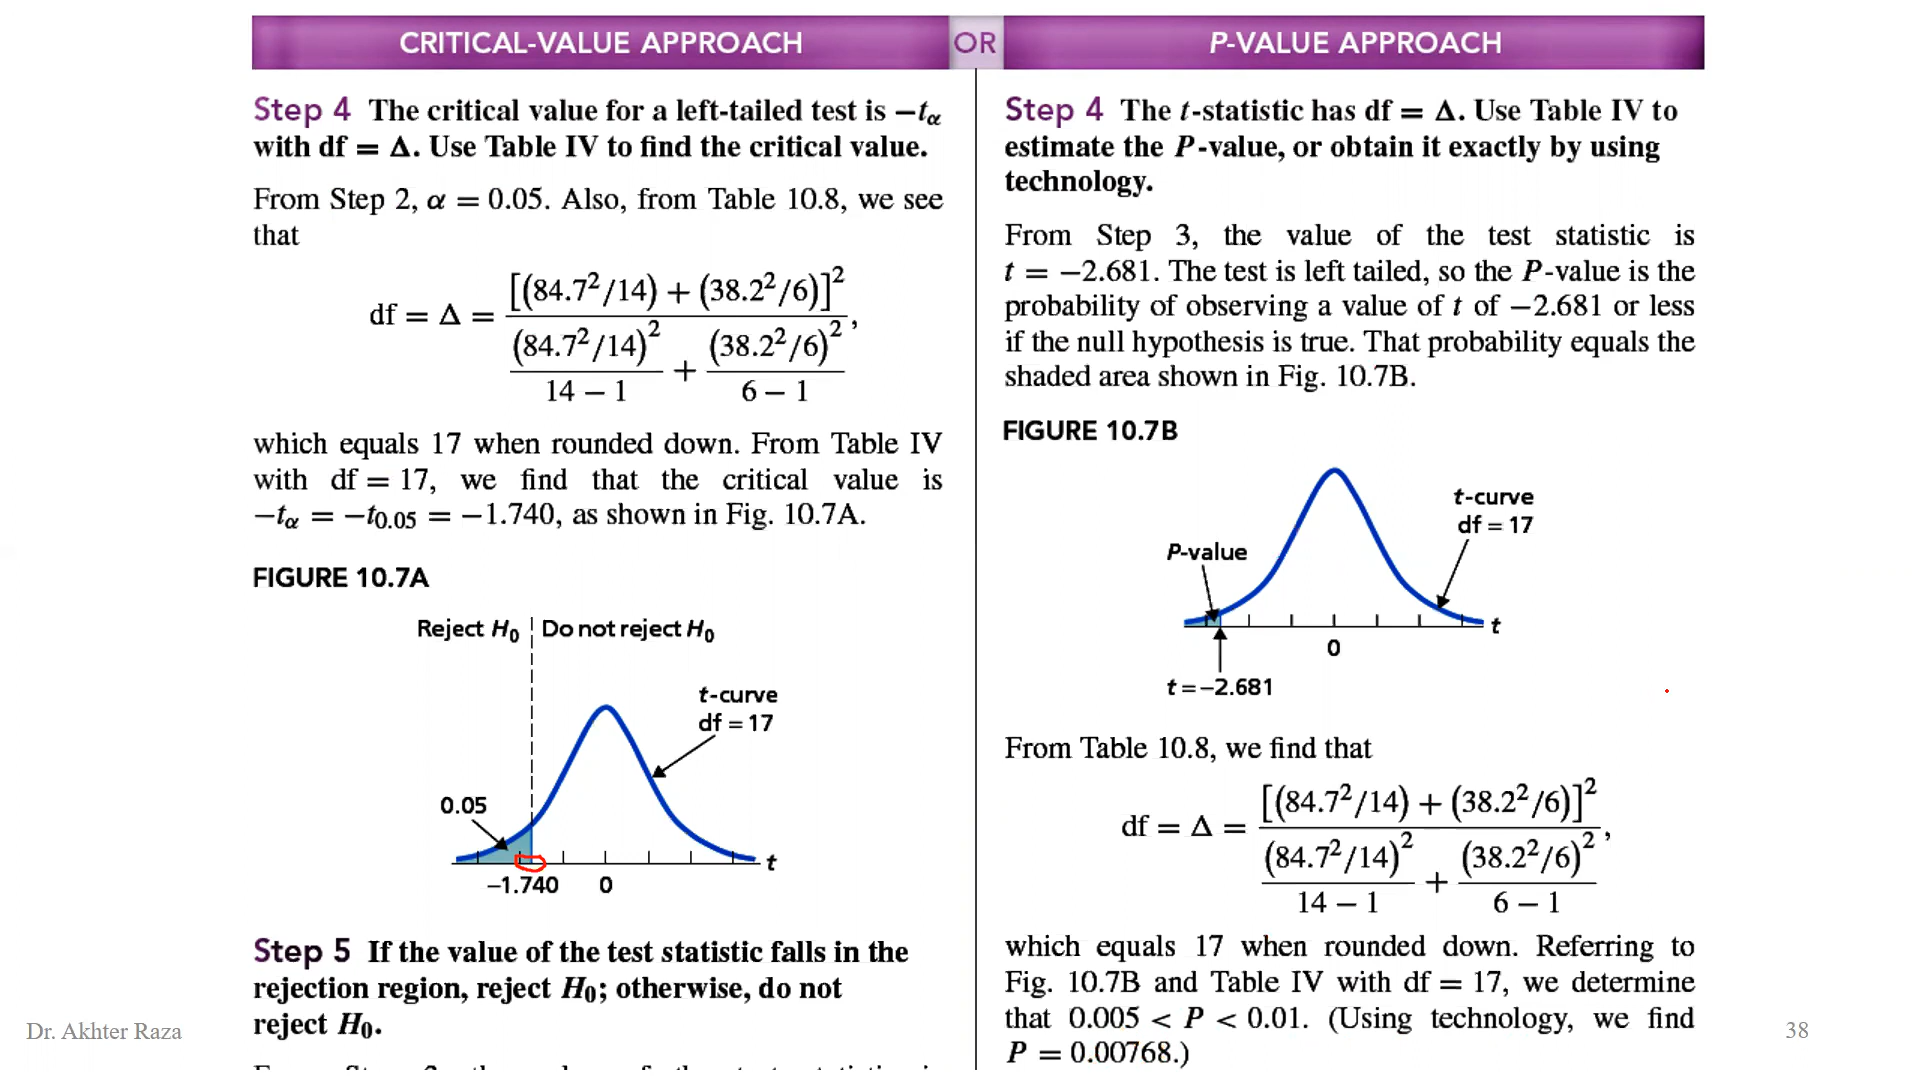 CRITICAL-VALUE APPROACH OR P-VALUE APPROACH
Step 4 The critical value for a left-tailed test is −tα
with df = Δ. Use Table IV to find the critical value.
From Step 2, α = 0.05. Also, from Table 10.8, we see
that
df = Δ = [(84.7²/14) + (38.2²/6)]² / ((84.7²/14)²/(14 − 1) + (38.2²/6)²/(6 − 1)),
which equals 17 when rounded down. From Table IV
with df = 17, we find that the critical value is
−tα = −t0.05 = −1.740, as shown in Fig. 10.7A.
FIGURE 10.7A
Reject H0 Do not reject H0
t-curve
df = 17
0.05
t
−1.740 0
Step 5 If the value of the test statistic falls in the
rejection region, reject H0; otherwise, do not
reject H0.
Step 4 The t-statistic has df = Δ. Use Table IV to
estimate the P-value, or obtain it exactly by using
technology.
From Step 3, the value of the test statistic is
t = −2.681. The test is left tailed, so the P-value is the
probability of observing a value of t of −2.681 or less
if the null hypothesis is true. That probability equals the
shaded area shown in Fig. 10.7B.
FIGURE 10.7B
t-curve
df = 17
P-value
t
0
t = −2.681
From Table 10.8, we find that
df = Δ = [(84.7²/14) + (38.2²/6)]² / ((84.7²/14)²/(14 − 1) + (38.2²/6)²/(6 − 1)),
which equals 17 when rounded down. Referring to
Fig. 10.7B and Table IV with df = 17, we determine
that 0.005 < P < 0.01. (Using technology, we find
P = 0.00768.)
Dr. Akhter Raza
38